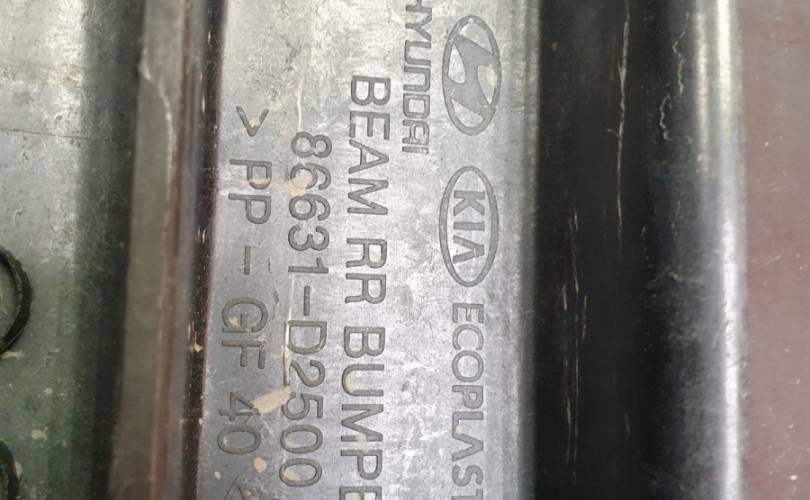 HYUNDAI KIA ECOPLAST
BEAM RR BUMPE
86631-D2500
> PP - GF 40 <